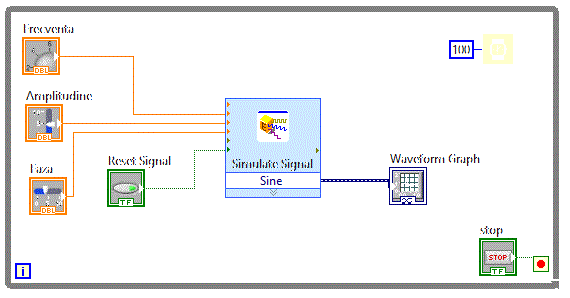 Frecventa
DBL
100
Amplitudine
DBL
Faza
DBL
Reset Signal
TF
Simulate Signal
Sine
Waveform Graph
stop
STOP
TF
i